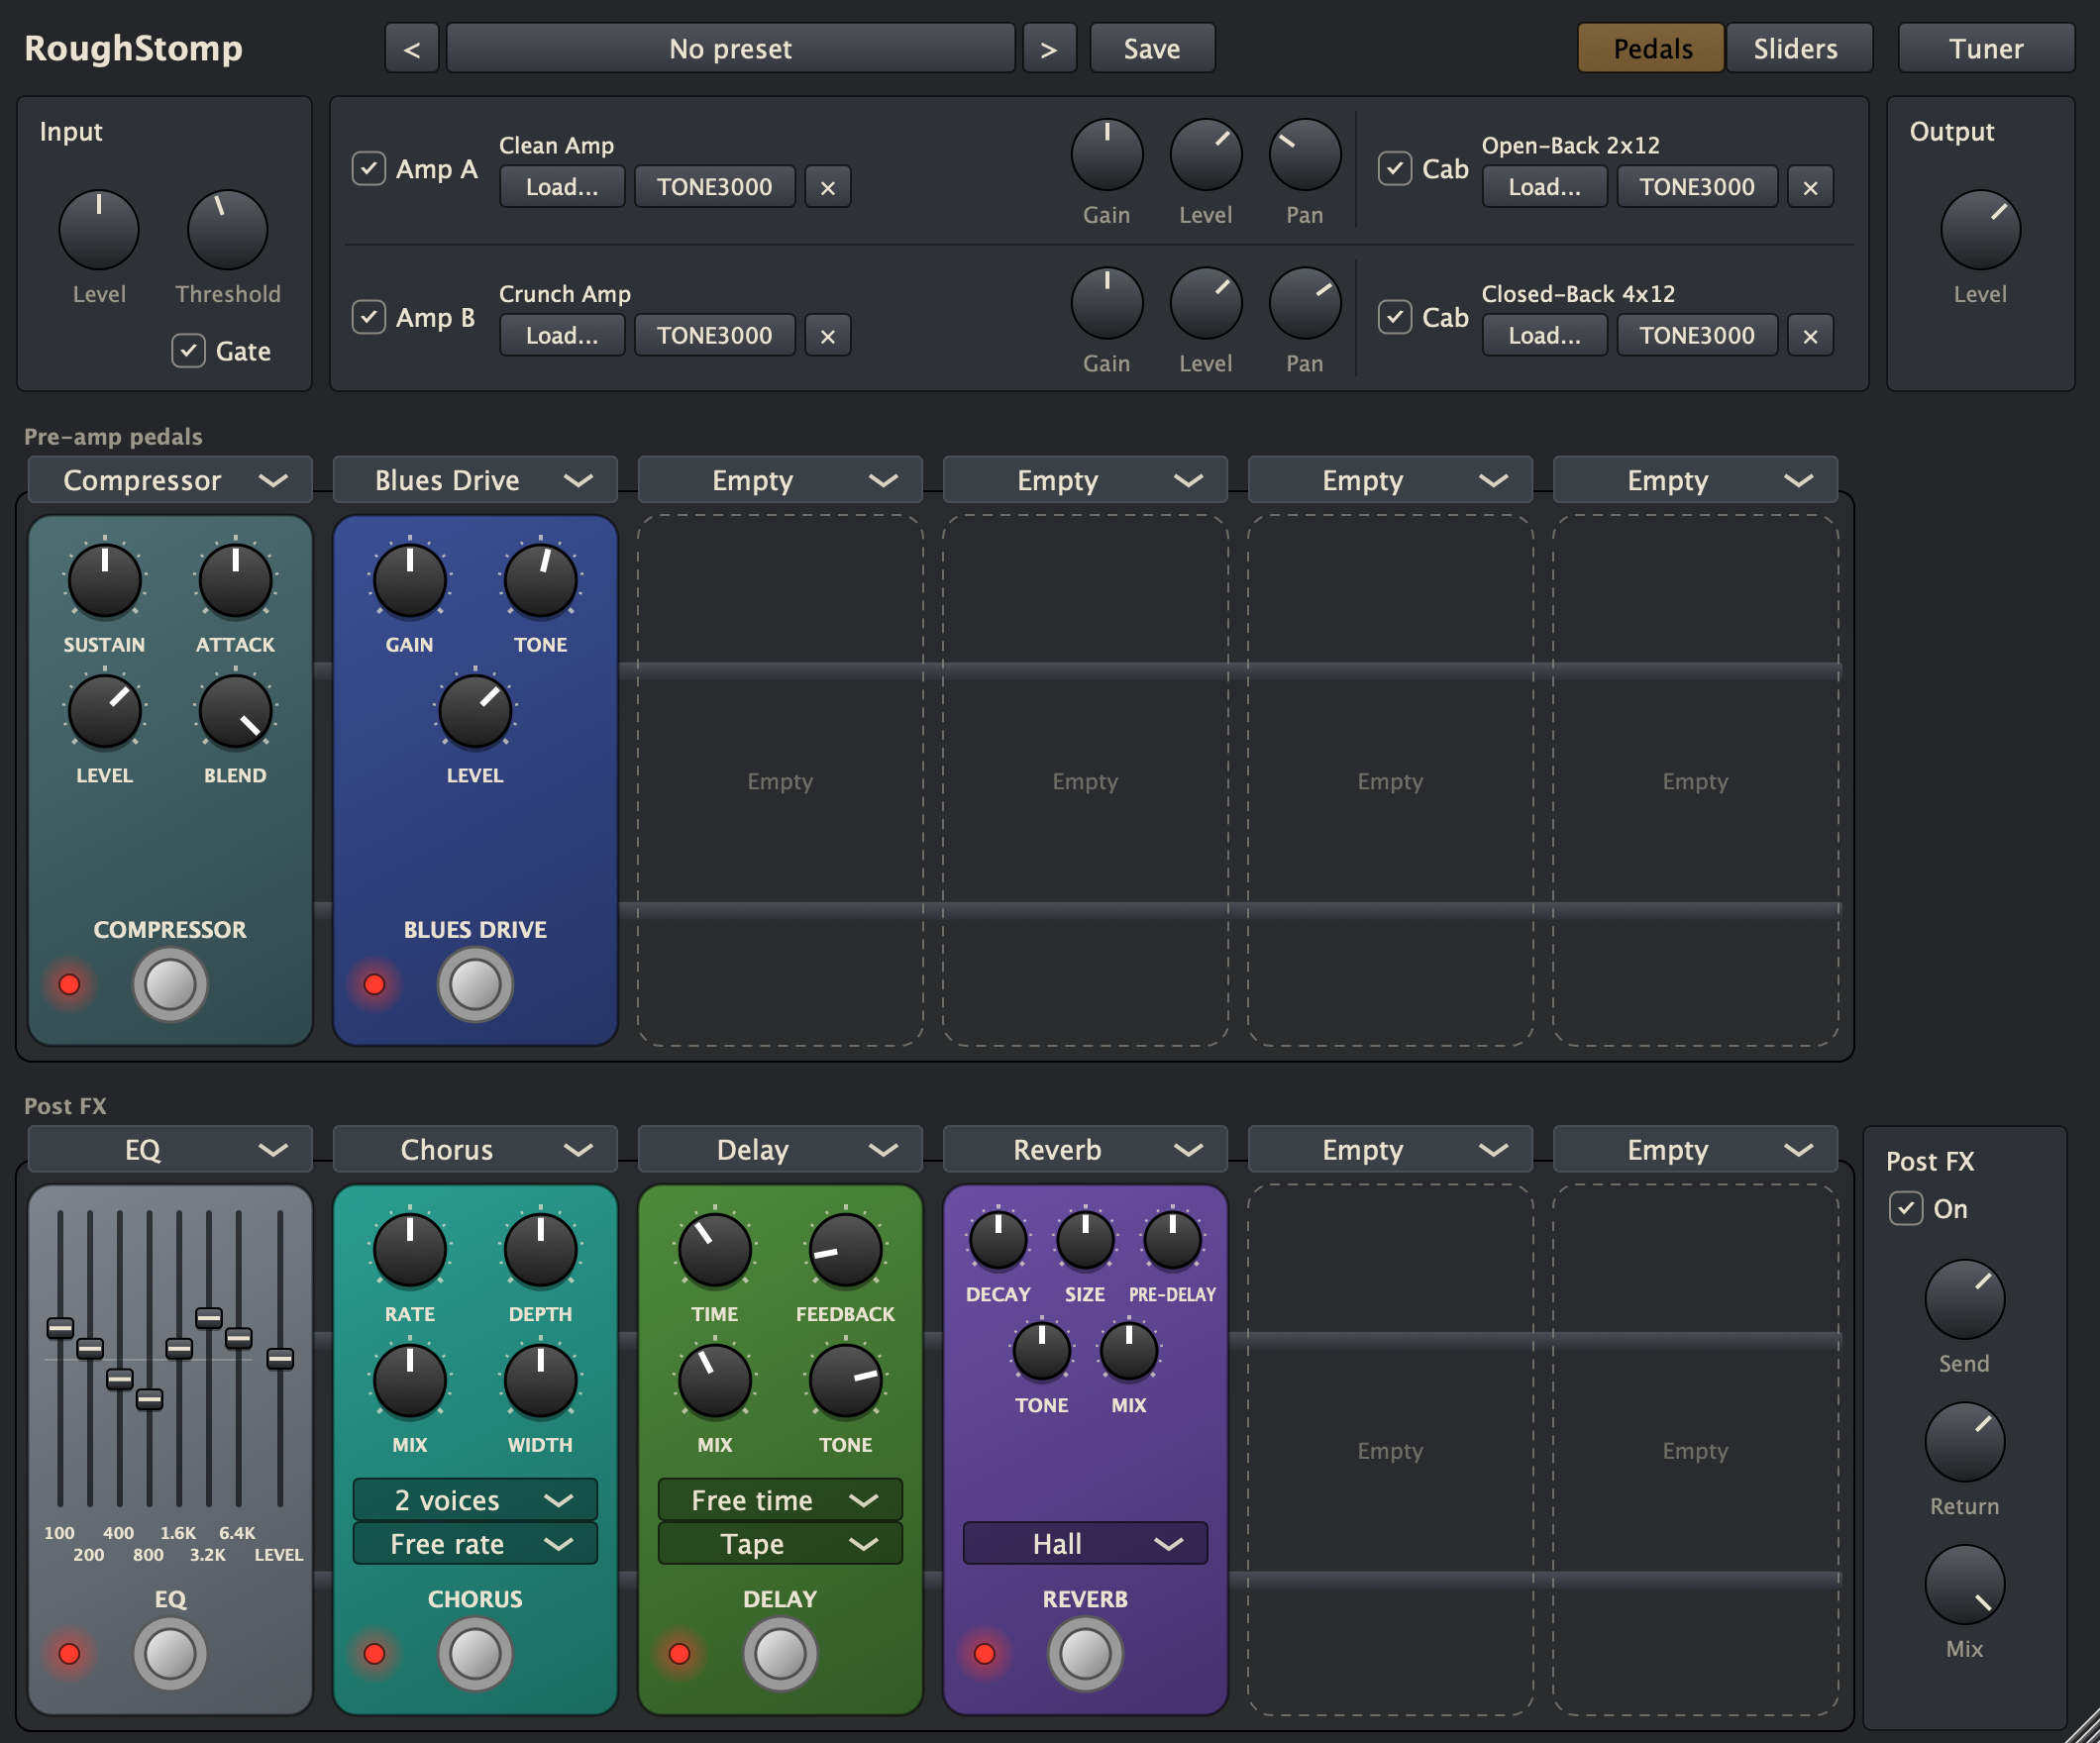 RoughStomp
<
No preset
>
Save
Pedals
Sliders
Tuner
Input
Level
Threshold
Gate
Amp A
Clean Amp
Load...
TONE3000
×
Gain
Level
Pan
Cab
Open-Back 2x12
Load...
TONE3000
×
Amp B
Crunch Amp
Load...
TONE3000
×
Gain
Level
Pan
Cab
Closed-Back 4x12
Load...
TONE3000
×
Output
Level
Pre-amp pedals
Compressor
Blues Drive
Empty
Empty
Empty
Empty
SUSTAIN
ATTACK
LEVEL
BLEND
COMPRESSOR
GAIN
TONE
LEVEL
BLUES DRIVE
Empty
Empty
Empty
Empty
Post FX
EQ
Chorus
Delay
Reverb
Empty
Empty
100
200
400
800
1.6K
3.2K
6.4K
LEVEL
EQ
RATE
DEPTH
MIX
WIDTH
2 voices
Free rate
CHORUS
TIME
FEEDBACK
MIX
TONE
Free time
Tape
DELAY
DECAY
SIZE
PRE-DELAY
TONE
MIX
Hall
REVERB
Empty
Empty
Post FX
On
Send
Return
Mix